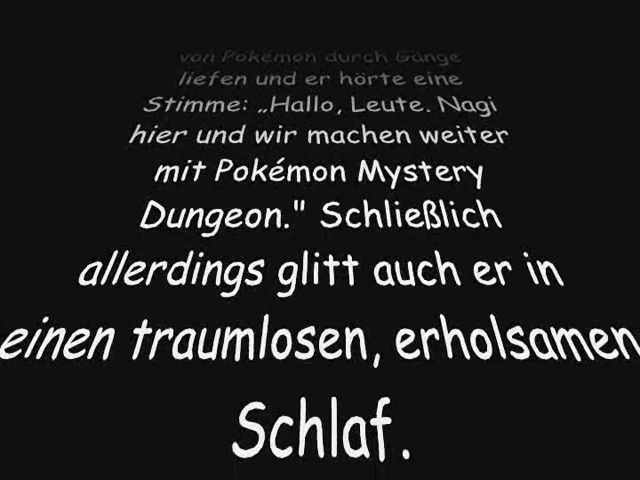 von Pokémon durch Gänge
liefen und er hörte eine
Stimme: „Hallo, Leute. Nagi
hier und wir machen weiter
mit Pokémon Mystery
Dungeon." Schließlich
allerdings glitt auch er in
einen traumlosen, erholsamen
Schlaf.